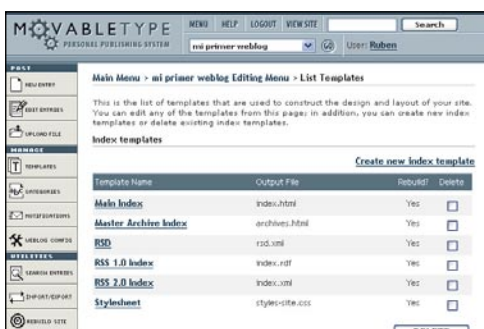 MOVABLETYPE
PERSONAL PUBLISHING SYSTEM
MENU HELP LOGOUT VIEW SITE Search
mi primer weblog GO User: Ruben
POST
NEW ENTRY
EDIT ENTRIES
UPLOAD FILE
MANAGE
TEMPLATES
CATEGORIES
NOTIFICATIONS
WEBLOG CONFIG
UTILITIES
SEARCH ENTRIES
IMPORT/EXPORT
REBUILD SITE
Main Menu > mi primer weblog Editing Menu > List Templates
This is the list of templates that are used to construct the design and layout of your site.
You can edit any of the templates from this page; in addition, you can create new index
templates or delete existing index templates.
Index templates
Create new index template
Template Name Output File Rebuild? Delete
Main Index index.html Yes
Master Archive Index archives.html Yes
RSD rsd.xml Yes
RSS 1.0 Index index.rdf Yes
RSS 2.0 Index index.xml Yes
Stylesheet styles-site.css Yes
DELETE